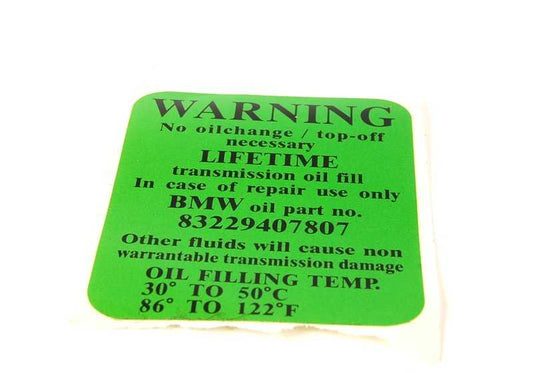 WARNING
No oilchange / top-off
necessary
LIFETIME
transmission oil fill
In case of repair use only
BMW oil part no.
83229407807
Other fluids will cause non
warrantable transmission damage
OIL FILLING TEMP.
30° TO 50°C
86° TO 122°F